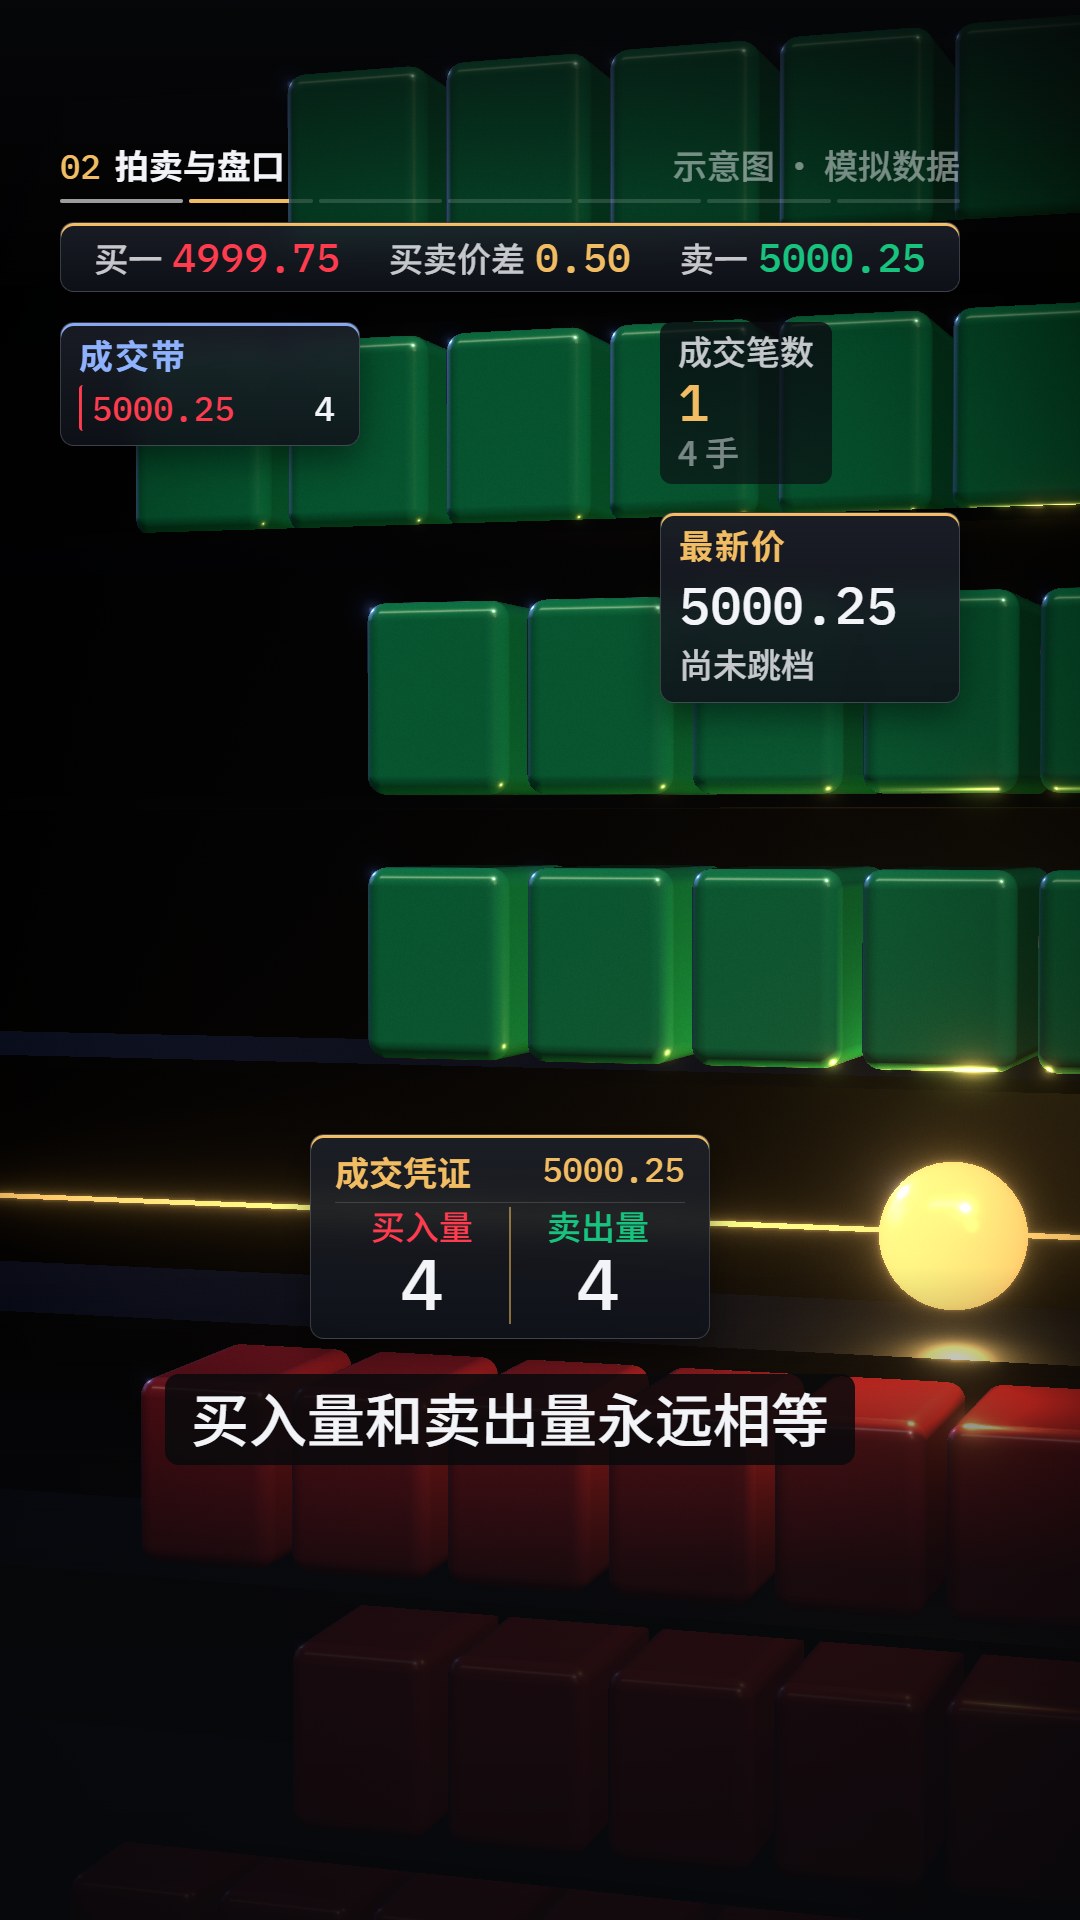 02 拍卖与盘口
示意图 · 模拟数据
买一 4999.75 买卖价差 0.50 卖一 5000.25
成交带
5000.25 4
成交笔数
1
4 手
最新价
5000.25
尚未跳档
成交凭证 5000.25
买入量 卖出量
4 4
买入量和卖出量永远相等